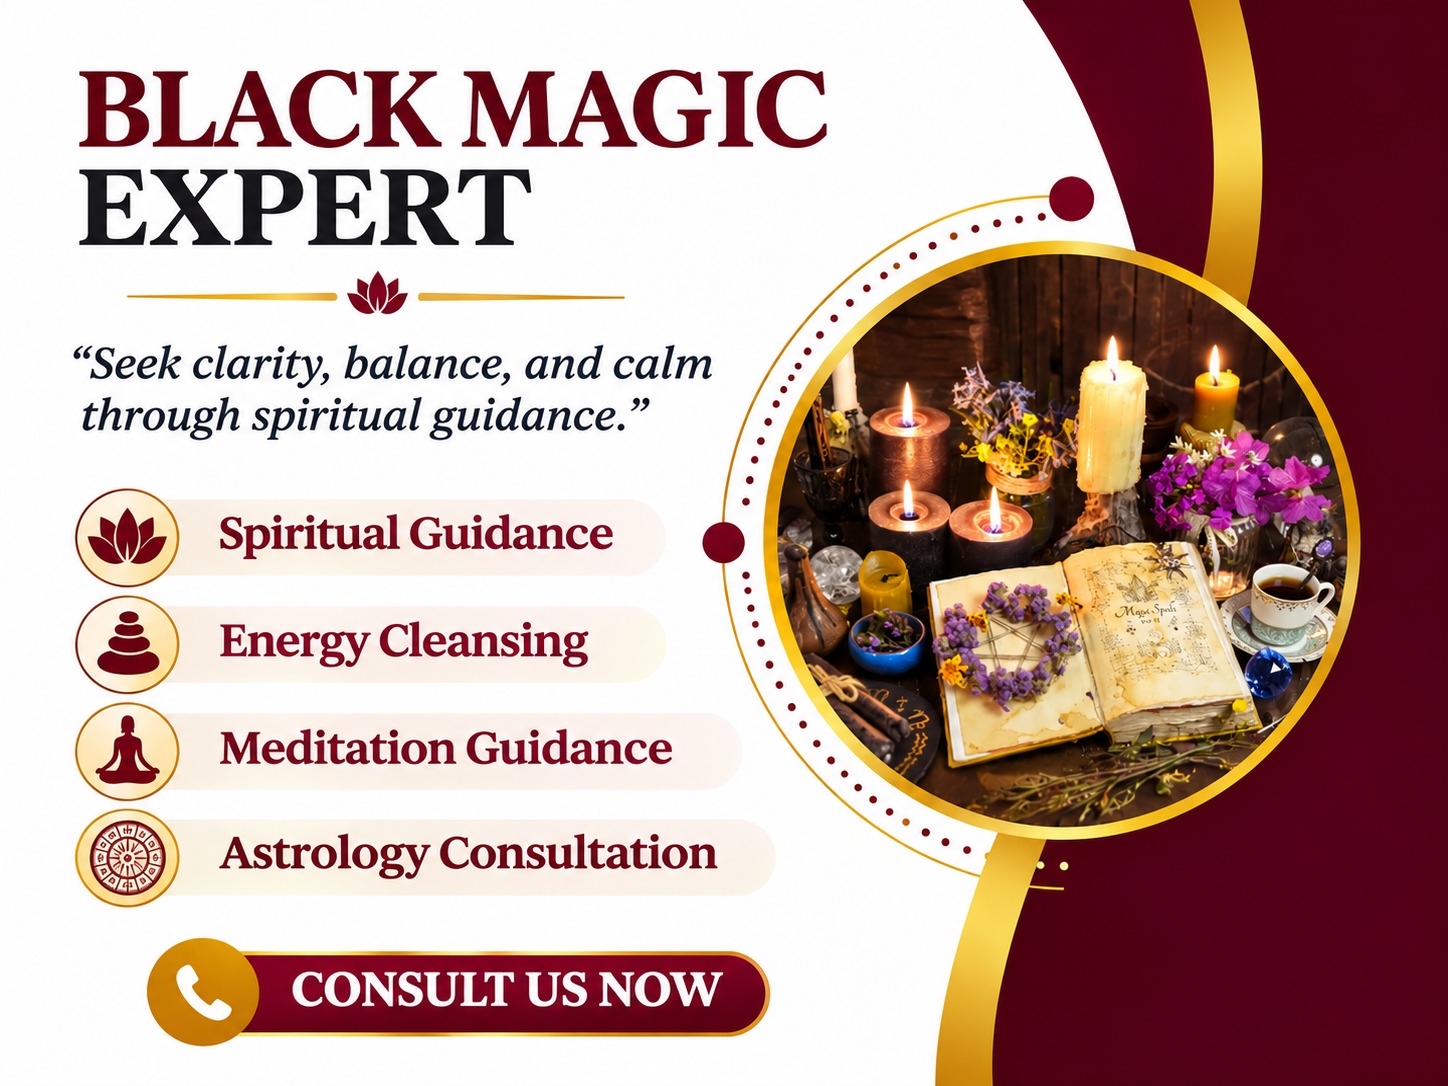 BLACK MAGIC
EXPERT
“Seek clarity, balance, and calm
through spiritual guidance.”
Spiritual Guidance
Energy Cleansing
Meditation Guidance
Astrology Consultation
CONSULT US NOW